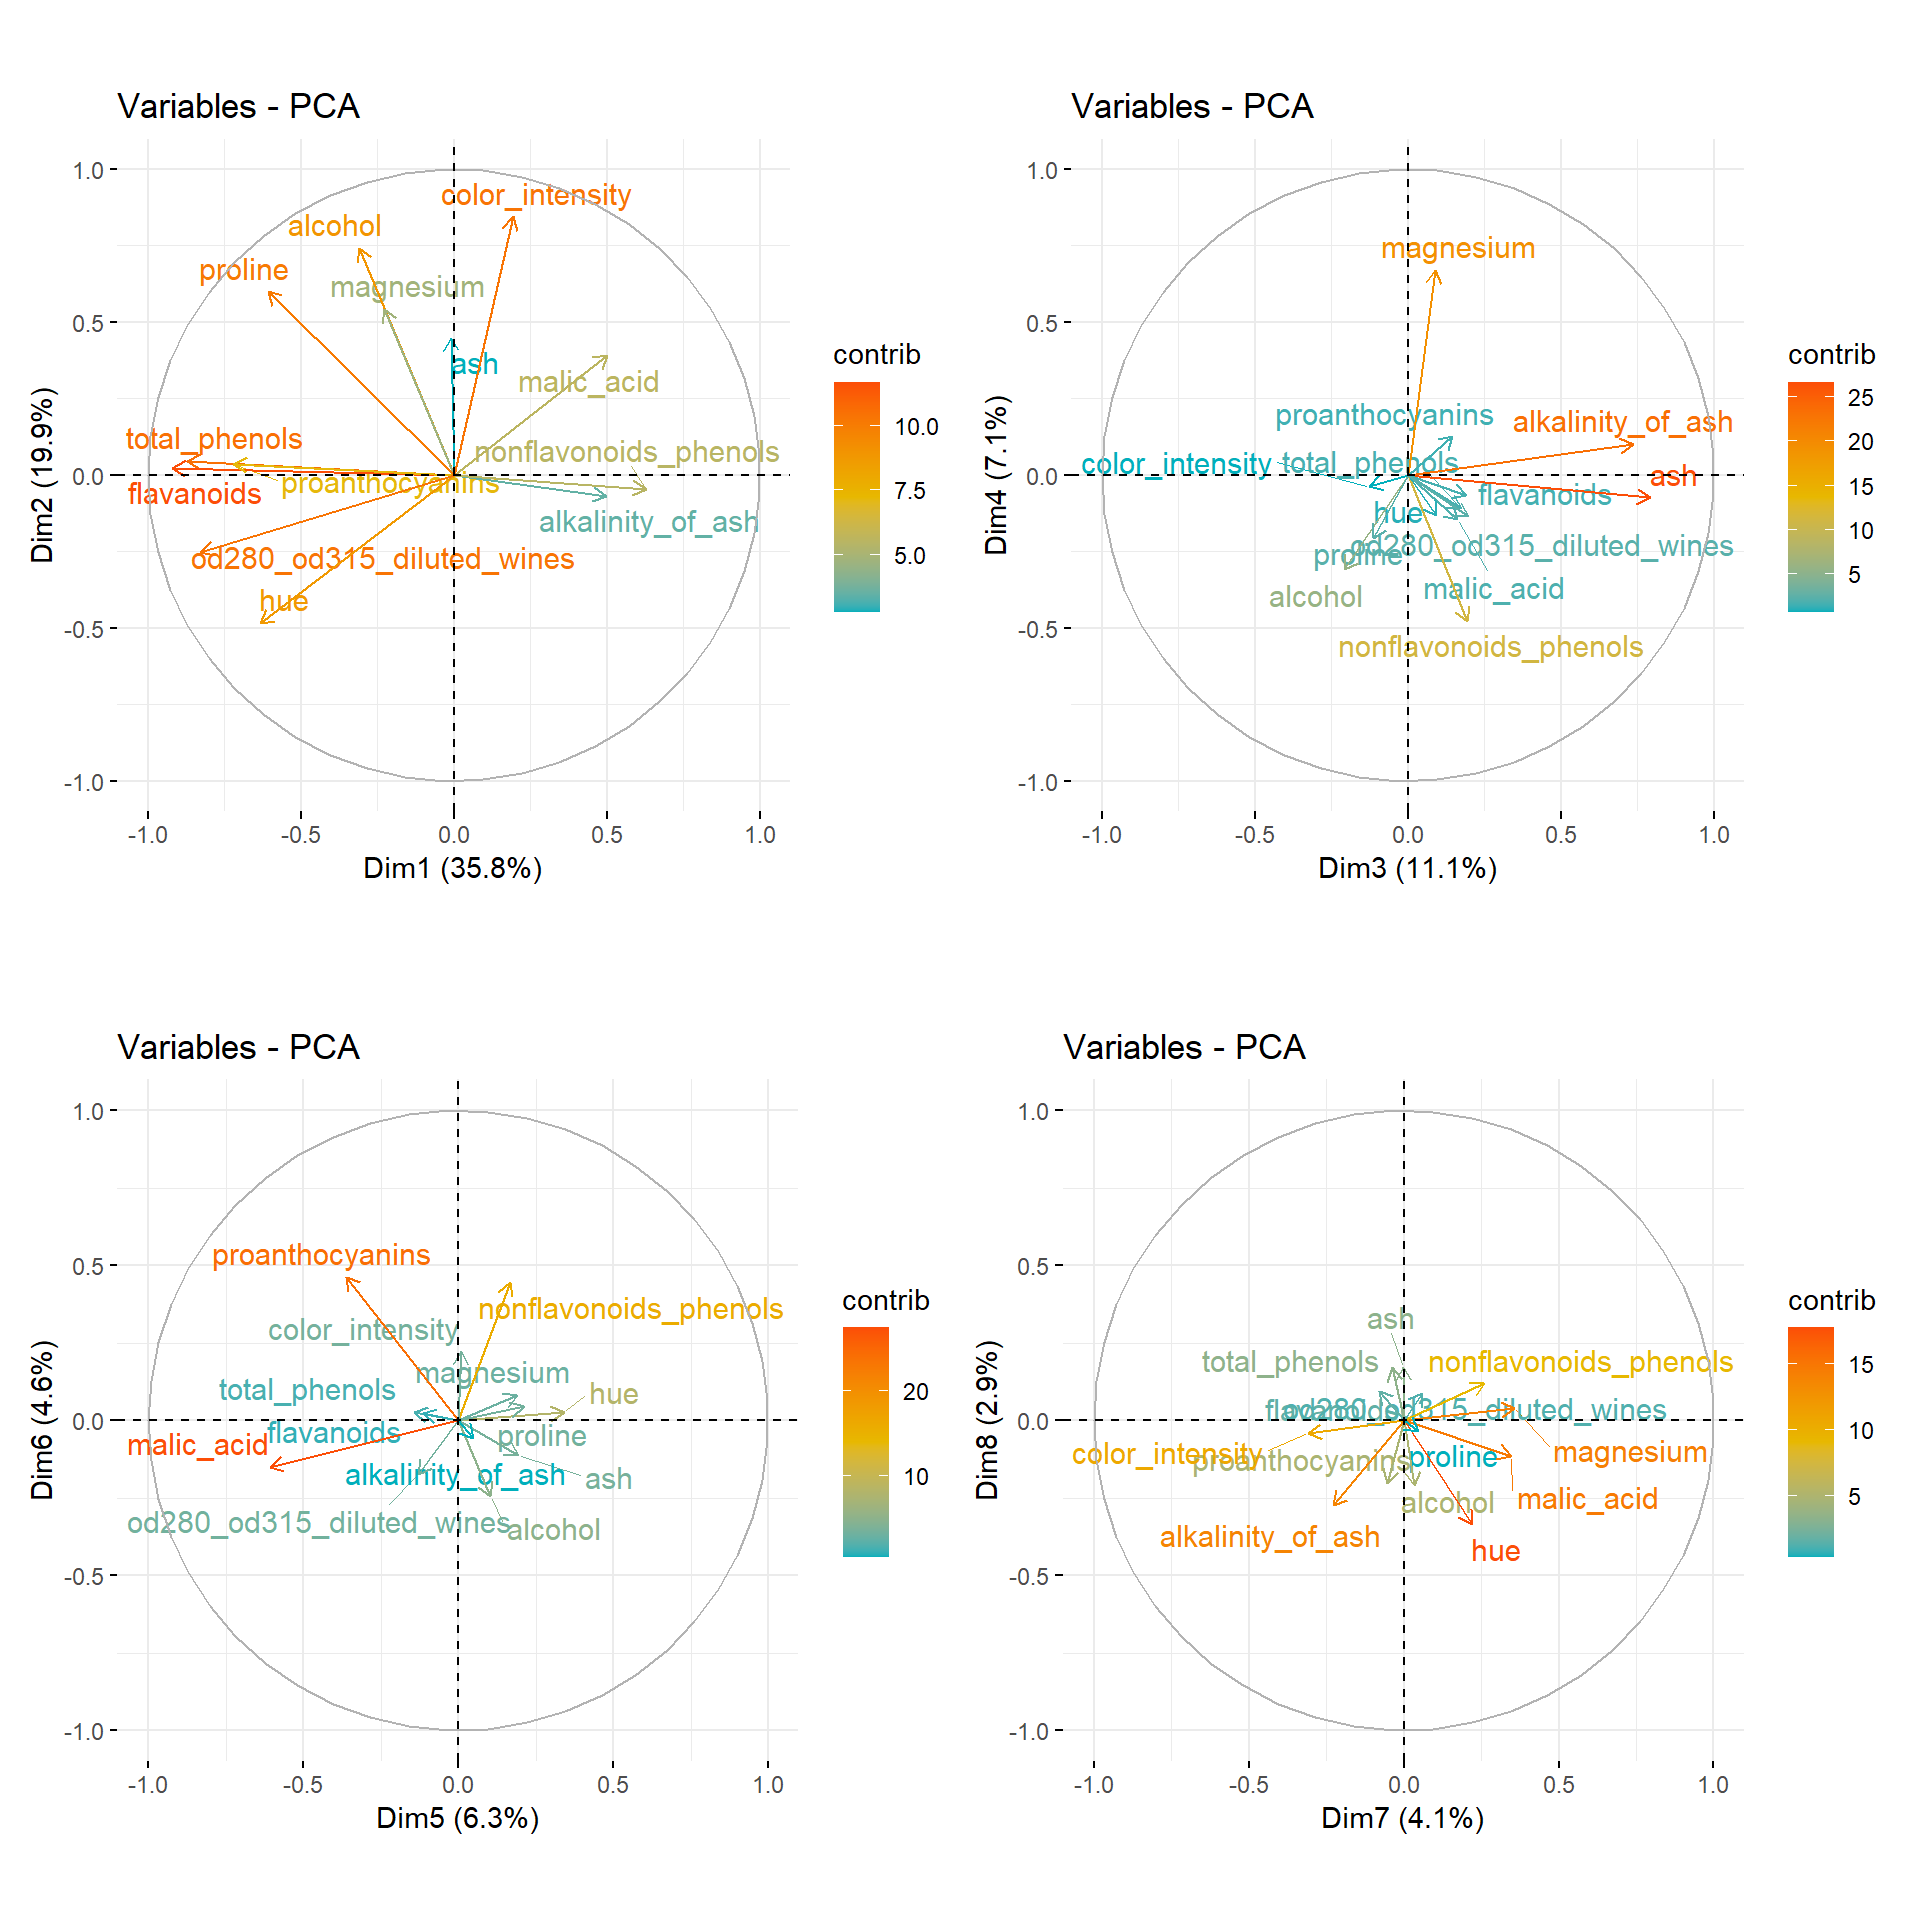 Variables - PCA
1.0
0.5
0.0
-0.5
-1.0
Dim2 (19.9%)
color_intensity
alcohol
proline
magnesium
ash
malic_acid
total_phenols
nonflavonoids_phenols
flavanoids
proanthocyanins
alkalinity_of_ash
od280_od315_diluted_wines
hue
-1.0
-0.5
0.0
0.5
1.0
Dim1 (35.8%)
contrib
10.0
7.5
5.0
Variables - PCA
1.0
0.5
0.0
-0.5
-1.0
Dim4 (7.1%)
magnesium
proanthocyanins
alkalinity_of_ash
color_intensity
total_phenols
ash
flavanoids
hue
od280_od315_diluted_wines
proline
malic_acid
alcohol
nonflavonoids_phenols
-1.0
-0.5
0.0
0.5
1.0
Dim3 (11.1%)
contrib
25
20
15
10
5
Variables - PCA
1.0
0.5
0.0
-0.5
-1.0
Dim6 (4.6%)
proanthocyanins
nonflavonoids_phenols
color_intensity
magnesium
total_phenols
hue
flavanoids
proline
malic_acid
alkalinity_of_ash
ash
od280_od315_diluted_wines
alcohol
-1.0
-0.5
0.0
0.5
1.0
Dim5 (6.3%)
contrib
20
10
Variables - PCA
1.0
0.5
0.0
-0.5
-1.0
Dim8 (2.9%)
ash
total_phenols
nonflavonoids_phenols
flavanoids
od280_od315_diluted_wines
color_intensity
proanthocyanins
proline
magnesium
malic_acid
alcohol
alkalinity_of_ash
hue
-1.0
-0.5
0.0
0.5
1.0
Dim7 (4.1%)
contrib
15
10
5